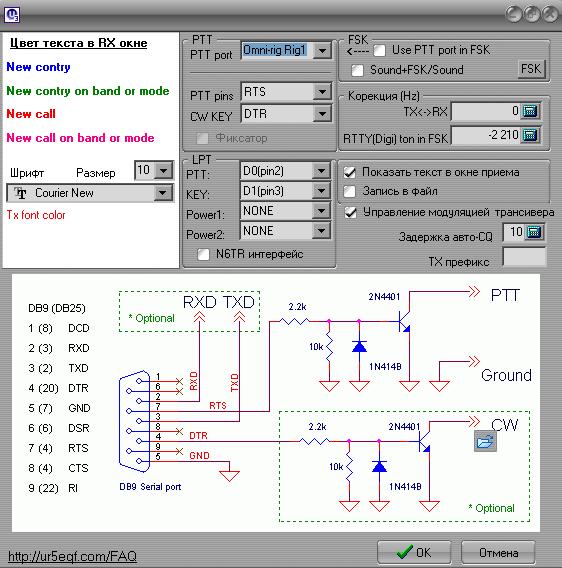 Цвет текста в RX окне
New contry
New contry on band or mode
New call
New call on band or mode
Шрифт
Размер
10
Courier New
Tx font color
PTT
PTT port
Omni-rig Rig1
PTT pins
RTS
CW KEY
DTR
Фиксатор
LPT
PTT:
D0(pin2)
KEY:
D1(pin3)
Power1:
NONE
Power2:
NONE
N6TR интерфейс
FSK
<----
Use PTT port in FSK
Sound+FSK/Sound
FSK
Корекция (Hz)
TX<->RX
0
RTTY(Digi) ton in FSK
-2 210
Показать текст в окне приема
Запись в файл
Управление модуляцией трансивера
Задержка авто-CQ
10
TX префикс
DB9 (DB25)
1 (8) DCD
2 (3) RXD
3 (2) TXD
4 (20) DTR
5 (7) GND
6 (6) DSR
7 (4) RTS
8 (4) CTS
9 (22) RI
RXD TXD
* Optional
1
6
2
7
3
8
4
9
5
RXD
TXD
RTS
DTR
GND
DB9 Serial port
2.2k
10k
1N414B
2N4401
PTT
Ground
2.2k
10k
1N414B
2N4401
CW
* Optional
http://ur5eqf.com/FAQ
OK
Отмена